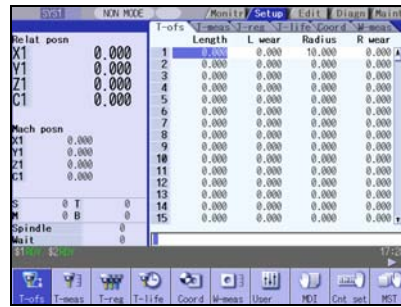 SYS1 NON MODE /Monitr Setup Edit Diagn Maint
T-ofs T-meas T-reg T-life Coord W-meas
Relat posn
X1 0.000
Y1 0.000
Z1 0.000
C1 0.000
Mach posn
X1 0.000
Y1 0.000
Z1 0.000
C1 0.000
S 0 T 0
M 0 B 0
Spindle 0
Wait 0
Length L wear Radius R wear
1 0.000 0.000 10.000 0.000
2 0.000 0.000 0.000 0.000
3 0.000 0.000 0.000 0.000
4 0.000 0.000 0.000 0.000
5 0.000 0.000 0.000 0.000
6 0.000 0.000 0.000 0.000
7 0.000 0.000 0.000 0.000
8 0.000 0.000 0.000 0.000
9 0.000 0.000 0.000 0.000
10 0.000 0.000 0.000 0.000
11 0.000 0.000 0.000 0.000
12 0.000 0.000 0.000 0.000
13 0.000 0.000 0.000 0.000
14 0.000 0.000 0.000 0.000
15 0.000 0.000 0.000 0.000
$1RDY $2RDY
T-ofs T-meas T-reg T-life Coord W-meas User MDI Cnt set MST